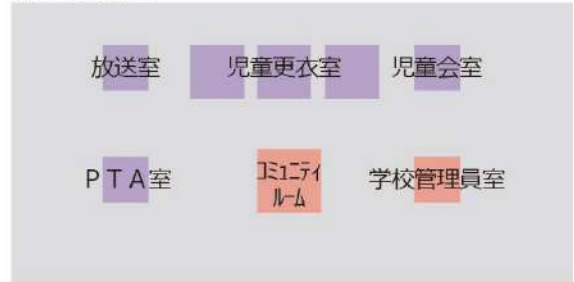 放送室
児童更衣室
児童会室
ＰＴＡ室
コミュニティ
ルーム
学校管理員室